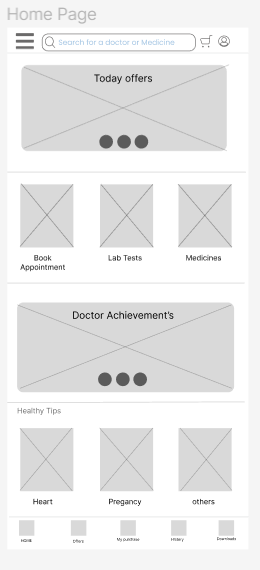 Home Page
Search for a doctor or Medicine
Today offers
Book
Appointment
Lab Tests
Medicines
Doctor Achievement's
Healthy Tips
Heart
Pregancy
others
HOME
Offers
My purchase
History
Downloads